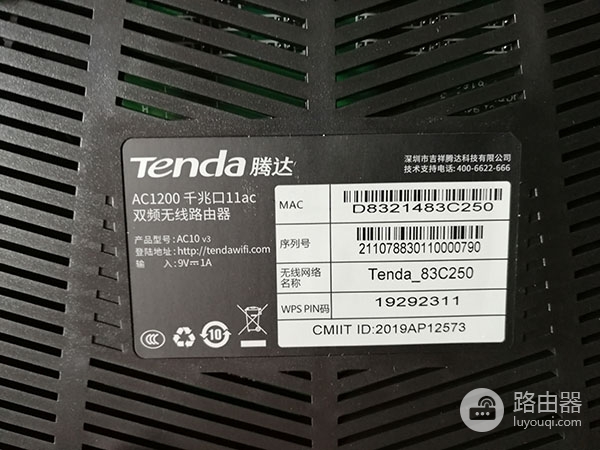 Tenda 腾达
AC1200 千兆口11ac
双频无线路由器
产品型号: AC10 v3
登陆地址: http://tendawifi.com
输 入: 9V⎓1A
10
CCC
深圳市吉祥腾达科技有限公司
技术支持电话: 400-6622-666
MAC D8321483C250
序列号 211078830110000790
无线网络
名称 Tenda_83C250
WPS PIN码 19292311
CMIIT ID:2019AP12573
路由器
luyouqi.com